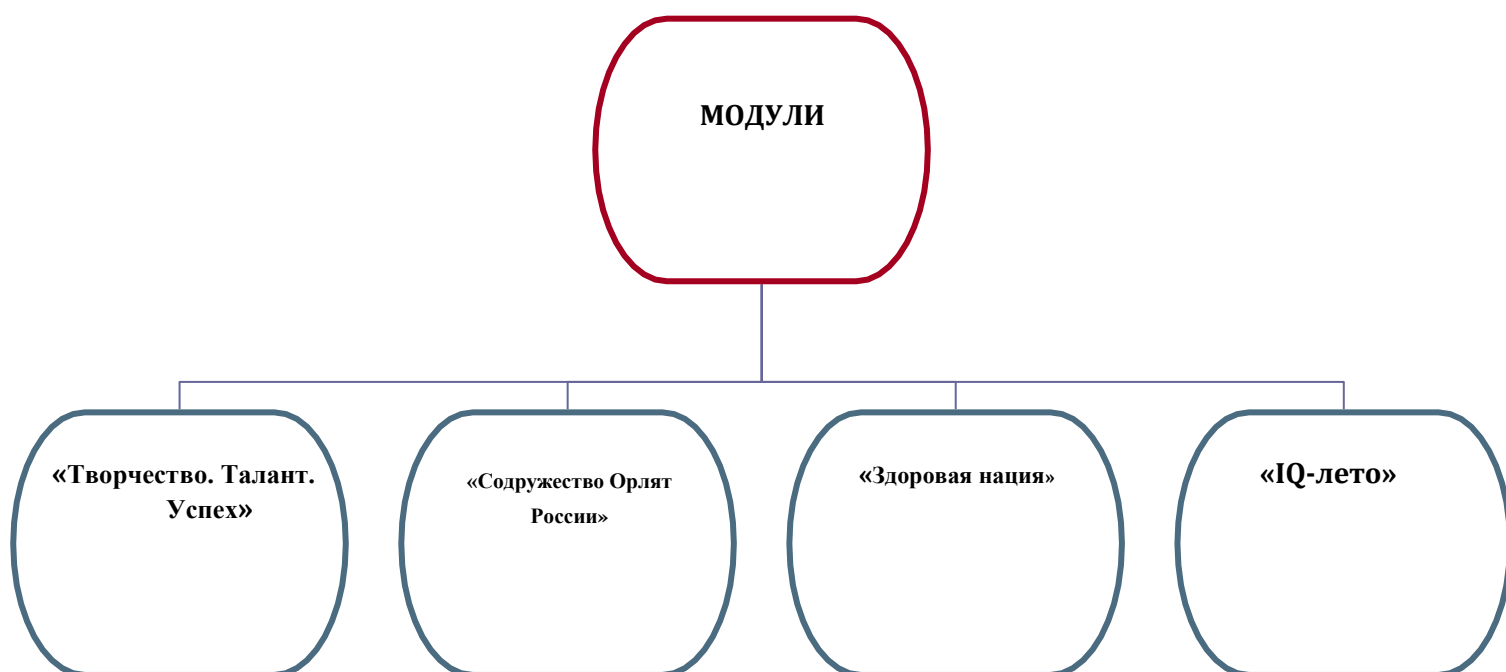 МОДУЛИ
«Творчество. Талант.
Успех»
«Содружество Орлят
России»
«Здоровая нация»
«IQ-лето»